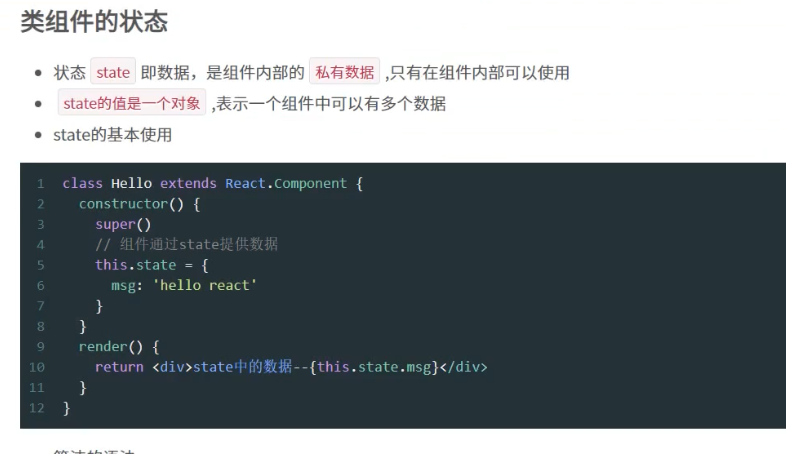 类组件的状态
状态 state 即数据，是组件内部的 私有数据 ,只有在组件内部可以使用
state的值是一个对象 ,表示一个组件中可以有多个数据
state的基本使用
1 class Hello extends React.Component {
2 constructor() {
3 super()
4 // 组件通过state提供数据
5 this.state = {
6 msg: 'hello react'
7 }
8 }
9 render() {
10 return <div>state中的数据--{this.state.msg}</div>
11 }
12 }